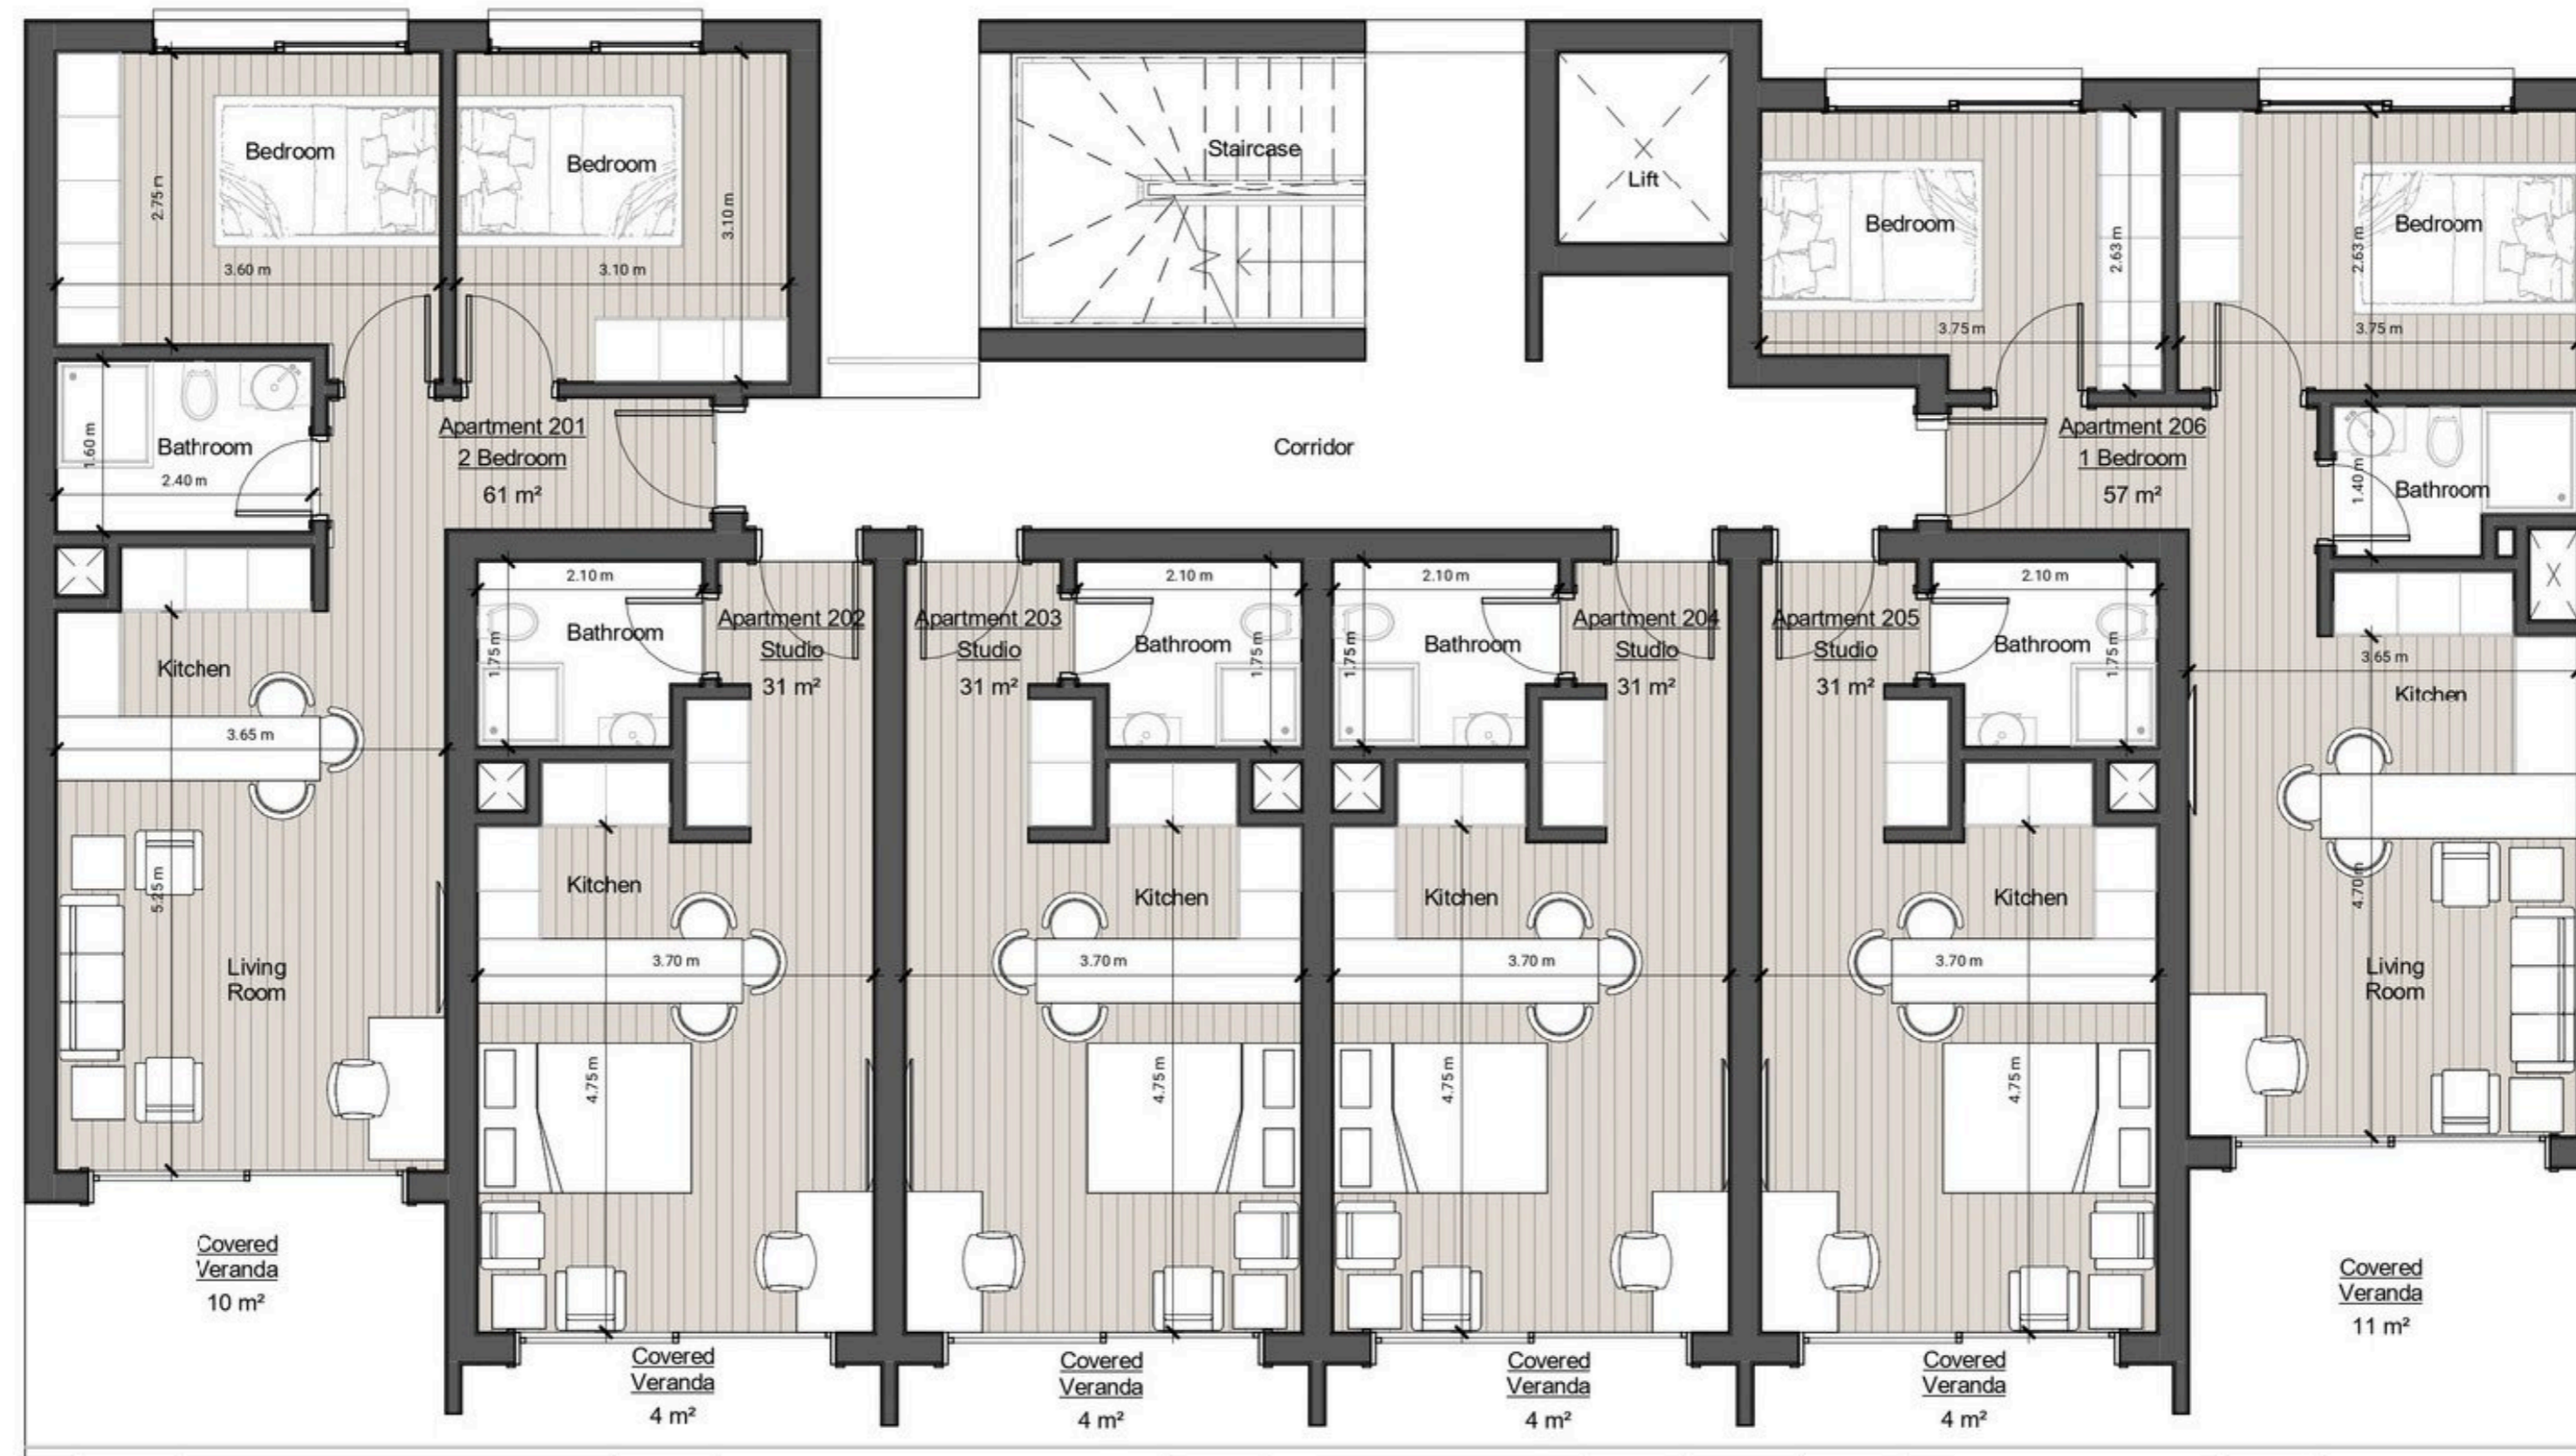 Bedroom
2.75 m
3.60 m
Bedroom
3.10 m
3.10 m
Staircase
Lift
Bedroom
2.63 m
3.75 m
Bedroom
2.63 m
3.75 m
1.60 m
Bathroom
2.40 m
Apartment 201
2 Bedroom
61 m²
Corridor
Apartment 206
1 Bedroom
57 m²
1.40 m
Bathroom
Kitchen
3.65 m
5.25 m
Living
Room
Covered
Veranda
10 m²
2.10 m
Bathroom
1.75 m
Apartment 202
Studio
31 m²
Kitchen
3.70 m
4.75 m
Covered
Veranda
4 m²
Apartment 203
Studio
31 m²
2.10 m
Bathroom
1.75 m
Kitchen
3.70 m
4.75 m
Covered
Veranda
4 m²
2.10 m
Bathroom
1.75 m
Apartment 204
Studio
31 m²
Kitchen
3.70 m
4.75 m
Covered
Veranda
4 m²
Apartment 205
Studio
31 m²
2.10 m
Bathroom
1.75 m
Kitchen
3.70 m
4.75 m
Covered
Veranda
4 m²
3.65 m
Kitchen
4.70 m
Living
Room
Covered
Veranda
11 m²